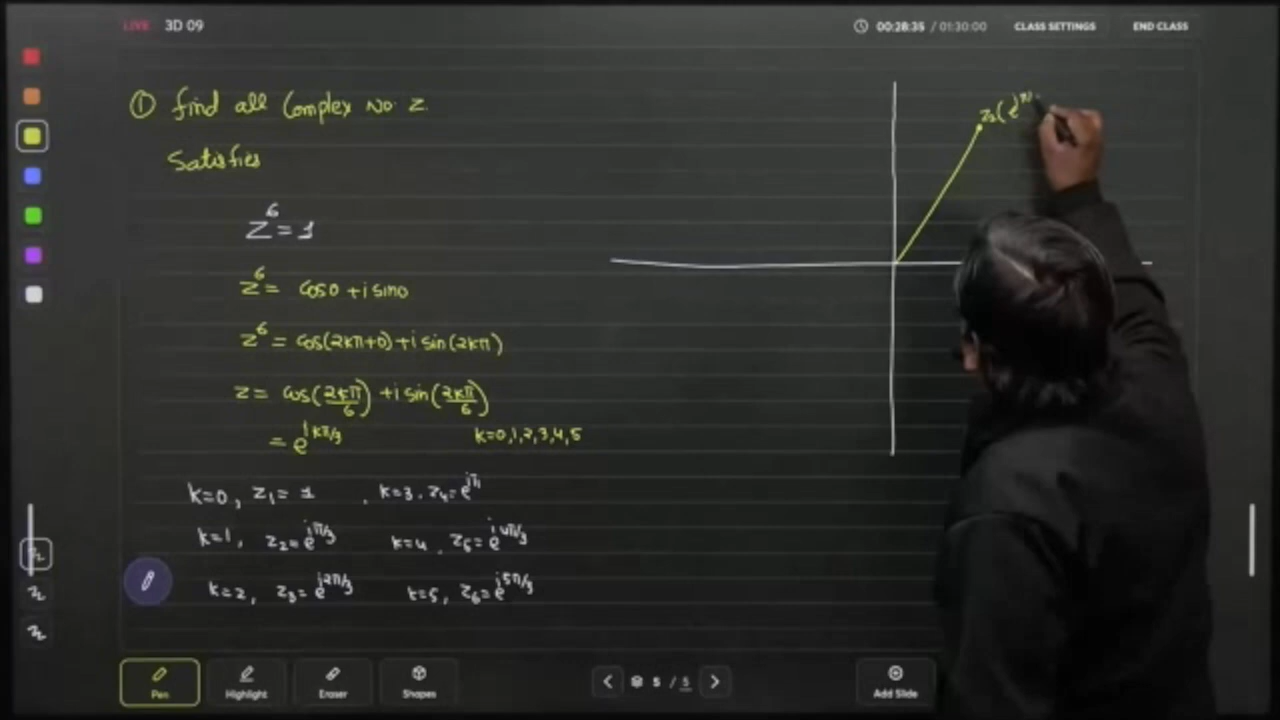 LIVE 3D 09 00:28:35 / 01:30:00 CLASS SETTINGS END CLASS
① Find all Complex No. Z.
Satisfies
Z⁶ = 1
Z⁶ = cos0 + i sin0
Z⁶ = cos(2kπ+0) + i sin(2kπ)
Z = cos(2kπ/6) + i sin(2kπ/6)
= e^ikπ/3 k=0,1,2,3,4,5
k=0, Z₁ = 1 , k=3, Z₄ = e^iπ
k=1, Z₂ = e^iπ/3 k=4, Z₅ = e^i4π/3
k=2, Z₃ = e^i2π/3 k=5, Z₆ = e^i5π/3
Z₂(e^iπ/
Pen Highlight Eraser Shapes 5 / 5 Add Slide